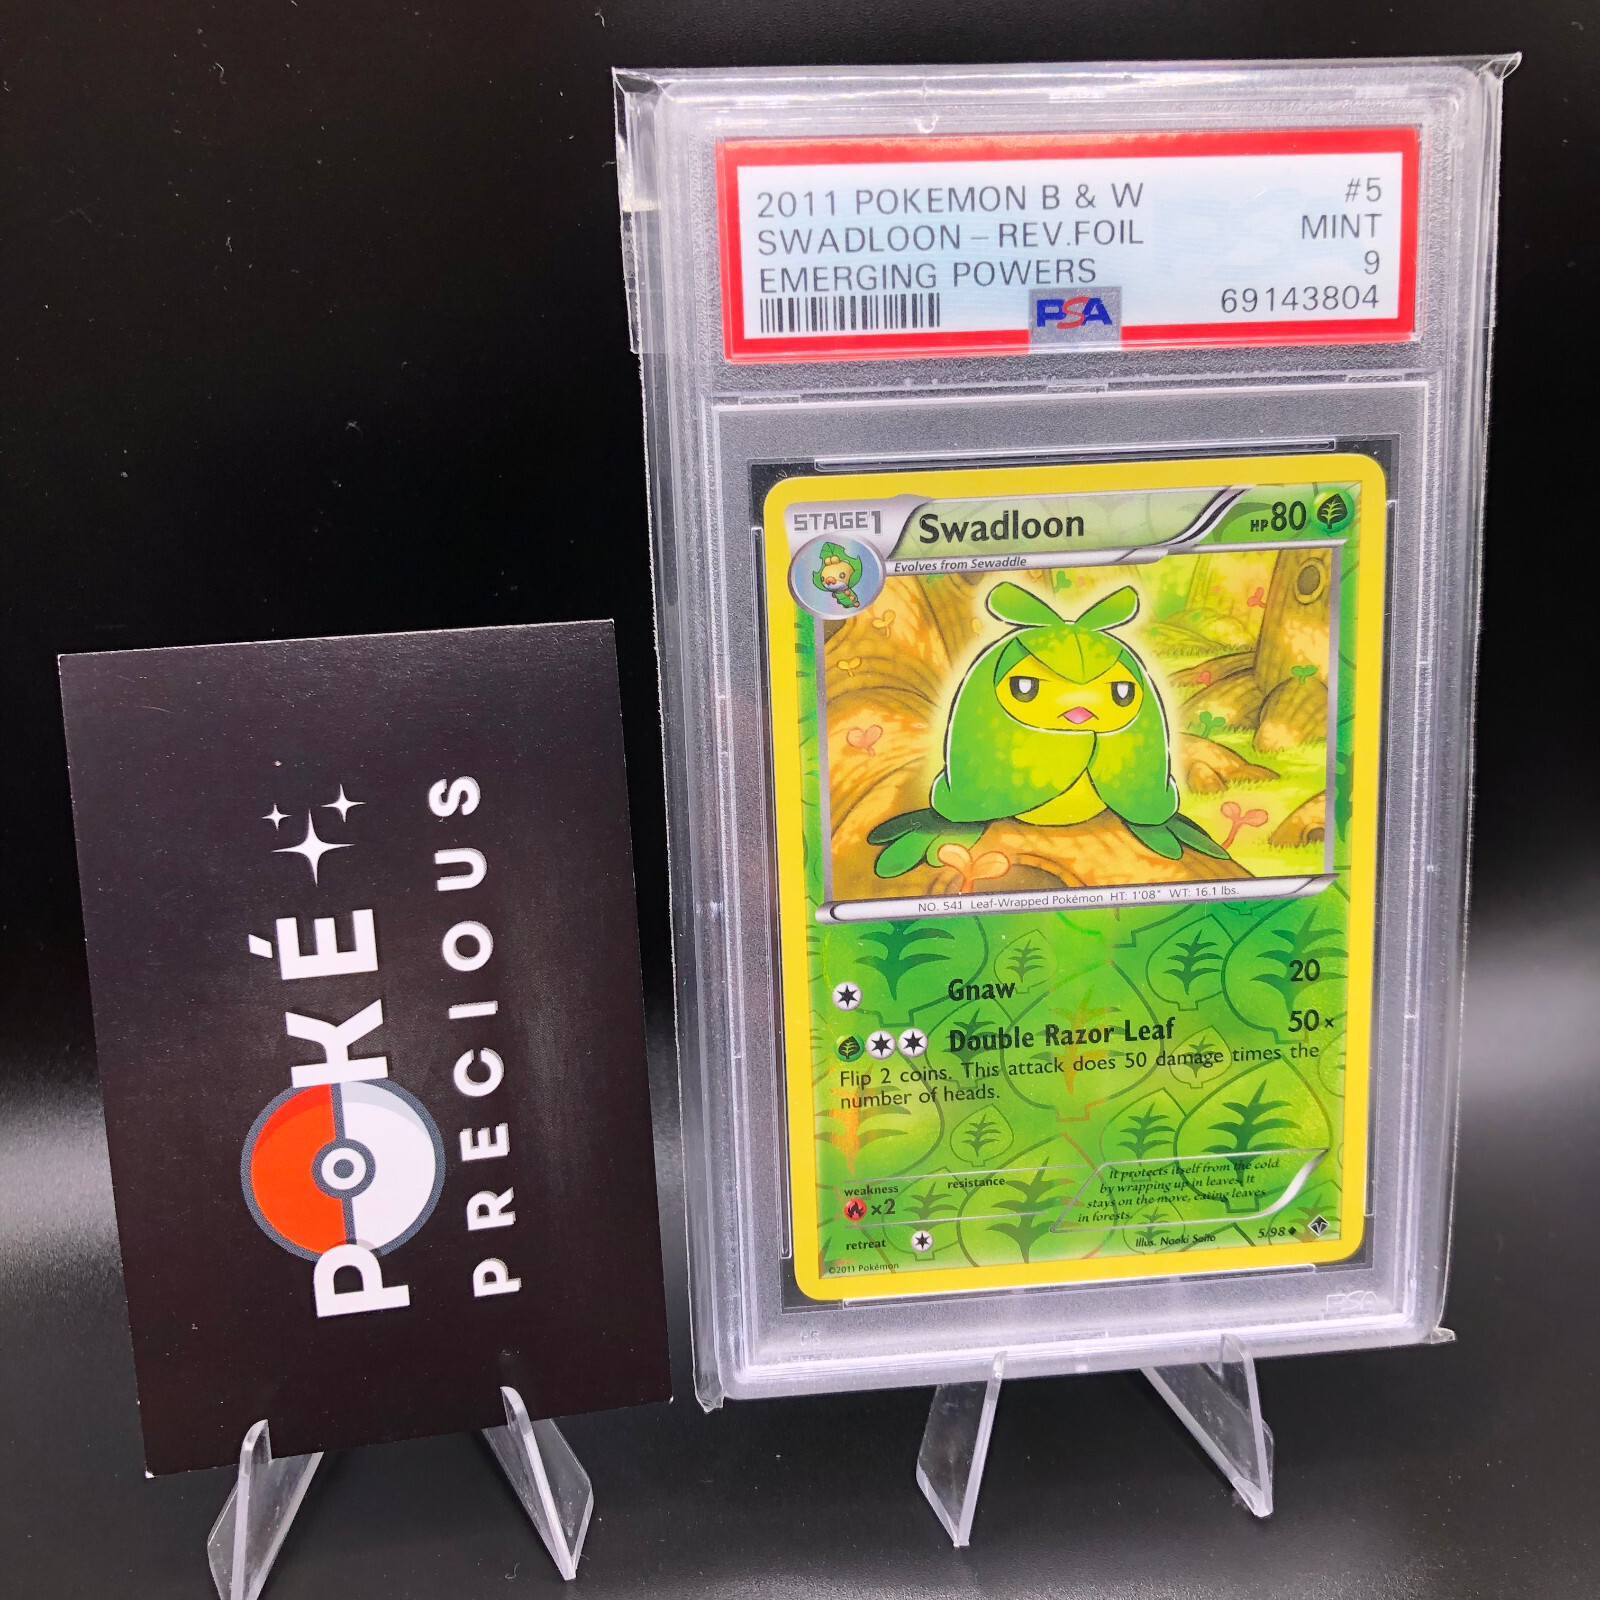 2011 POKEMON B & W #5
SWADLOON - REV.FOIL MINT
EMERGING POWERS 9
PSA 69143804
STAGE1 Swadloon HP80
Evolves from Sewaddle
NO. 541 Leaf-Wrapped Pokémon HT: 1'08" WT: 16.1 lbs.
Gnaw 20
Double Razor Leaf 50x
Flip 2 coins. This attack does 50 damage times the
number of heads.
weakness resistance
x2
retreat
It protects itself from the cold
by wrapping up in leaves. It
stays on the move, eating leaves
in forests.
Illus. Naoki Saito 5/98
©2011 Pokémon
PSA
POKÉ
PRECIOUS